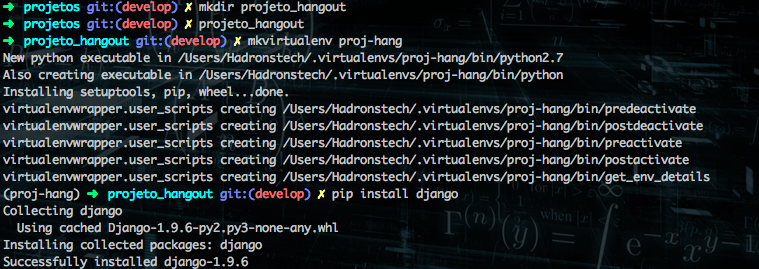 ➜ projetos git:(develop) ✗ mkdir projeto_hangout
➜ projetos git:(develop) ✗ projeto_hangout
➜ projeto_hangout git:(develop) ✗ mkvirtualenv proj-hang
New python executable in /Users/Hadronstech/.virtualenvs/proj-hang/bin/python2.7
Also creating executable in /Users/Hadronstech/.virtualenvs/proj-hang/bin/python
Installing setuptools, pip, wheel...done.
virtualenvwrapper.user_scripts creating /Users/Hadronstech/.virtualenvs/proj-hang/bin/predeactivate
virtualenvwrapper.user_scripts creating /Users/Hadronstech/.virtualenvs/proj-hang/bin/postdeactivate
virtualenvwrapper.user_scripts creating /Users/Hadronstech/.virtualenvs/proj-hang/bin/preactivate
virtualenvwrapper.user_scripts creating /Users/Hadronstech/.virtualenvs/proj-hang/bin/postactivate
virtualenvwrapper.user_scripts creating /Users/Hadronstech/.virtualenvs/proj-hang/bin/get_env_details
(proj-hang) ➜ projeto_hangout git:(develop) ✗ pip install django
Collecting django
  Using cached Django-1.9.6-py2.py3-none-any.whl
Installing collected packages: django
Successfully installed django-1.9.6